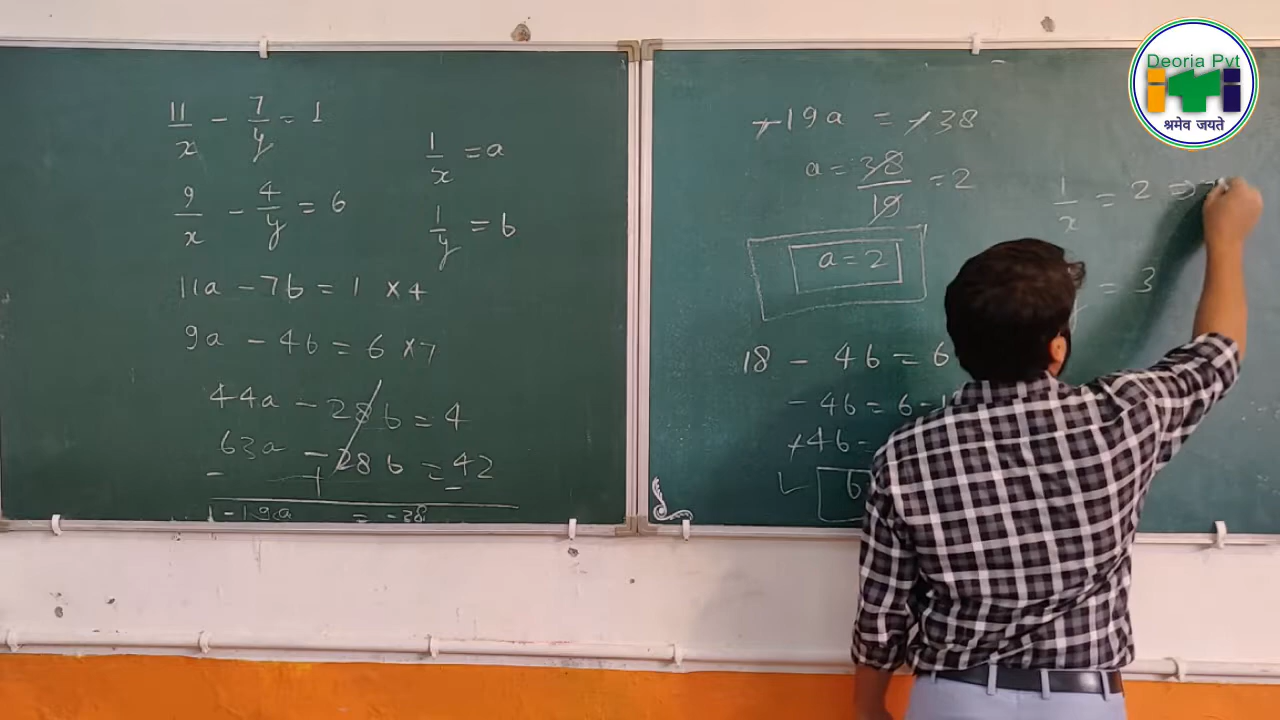 11/x - 7/y = 1
9/x - 4/y = 6
1/x = a
1/y = b
11a - 7b = 1 × 4
9a - 4b = 6 × 7
44a - 28b = 4
63a - 28b = 42
- + -
-19a = -38
+19a = +38
a = 38/19 = 2
a = 2
18 - 4b = 6
- 4b = 6 -
+4b =
b
1/x = 2 ⇒
= 3
Deoria Pvt
iti
श्रमेव जयते